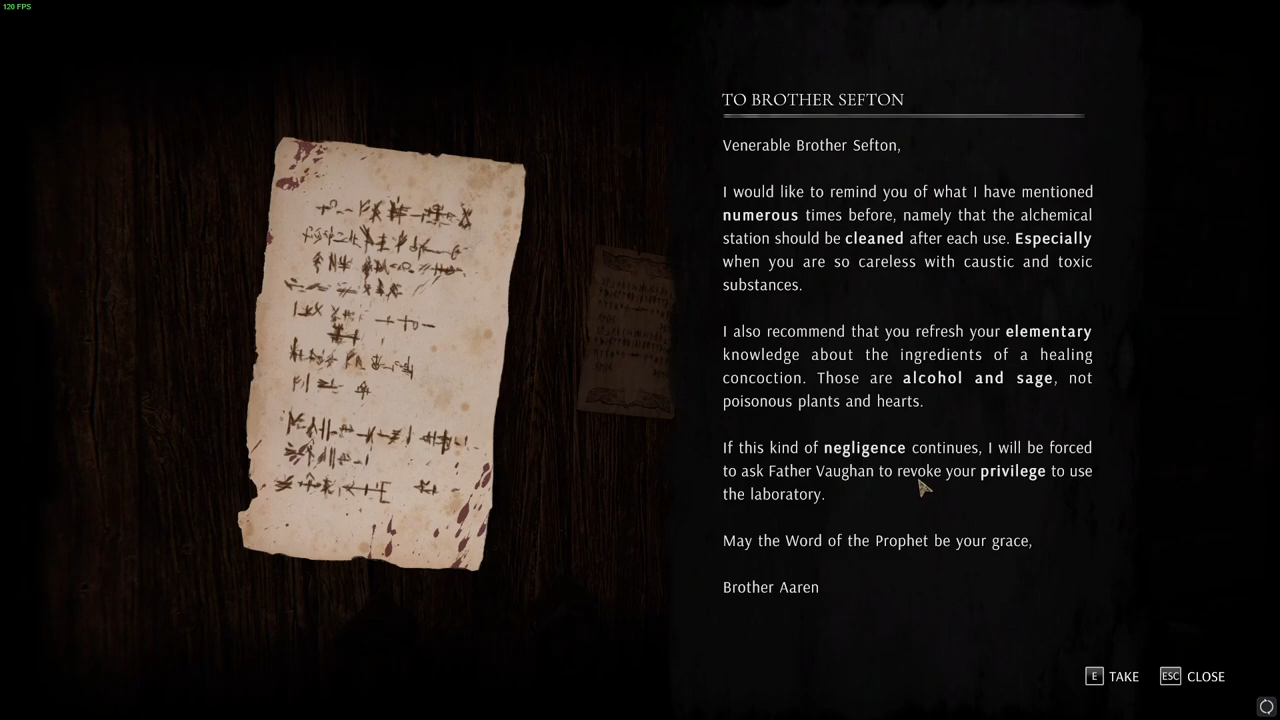 120 FPS
TO BROTHER SEFTON
Venerable Brother Sefton,
I would like to remind you of what I have mentioned
numerous times before, namely that the alchemical
station should be cleaned after each use. Especially
when you are so careless with caustic and toxic
substances.
I also recommend that you refresh your elementary
knowledge about the ingredients of a healing
concoction. Those are alcohol and sage, not
poisonous plants and hearts.
If this kind of negligence continues, I will be forced
to ask Father Vaughan to revoke your privilege to use
the laboratory.
May the Word of the Prophet be your grace,
Brother Aaren
E TAKE ESC CLOSE